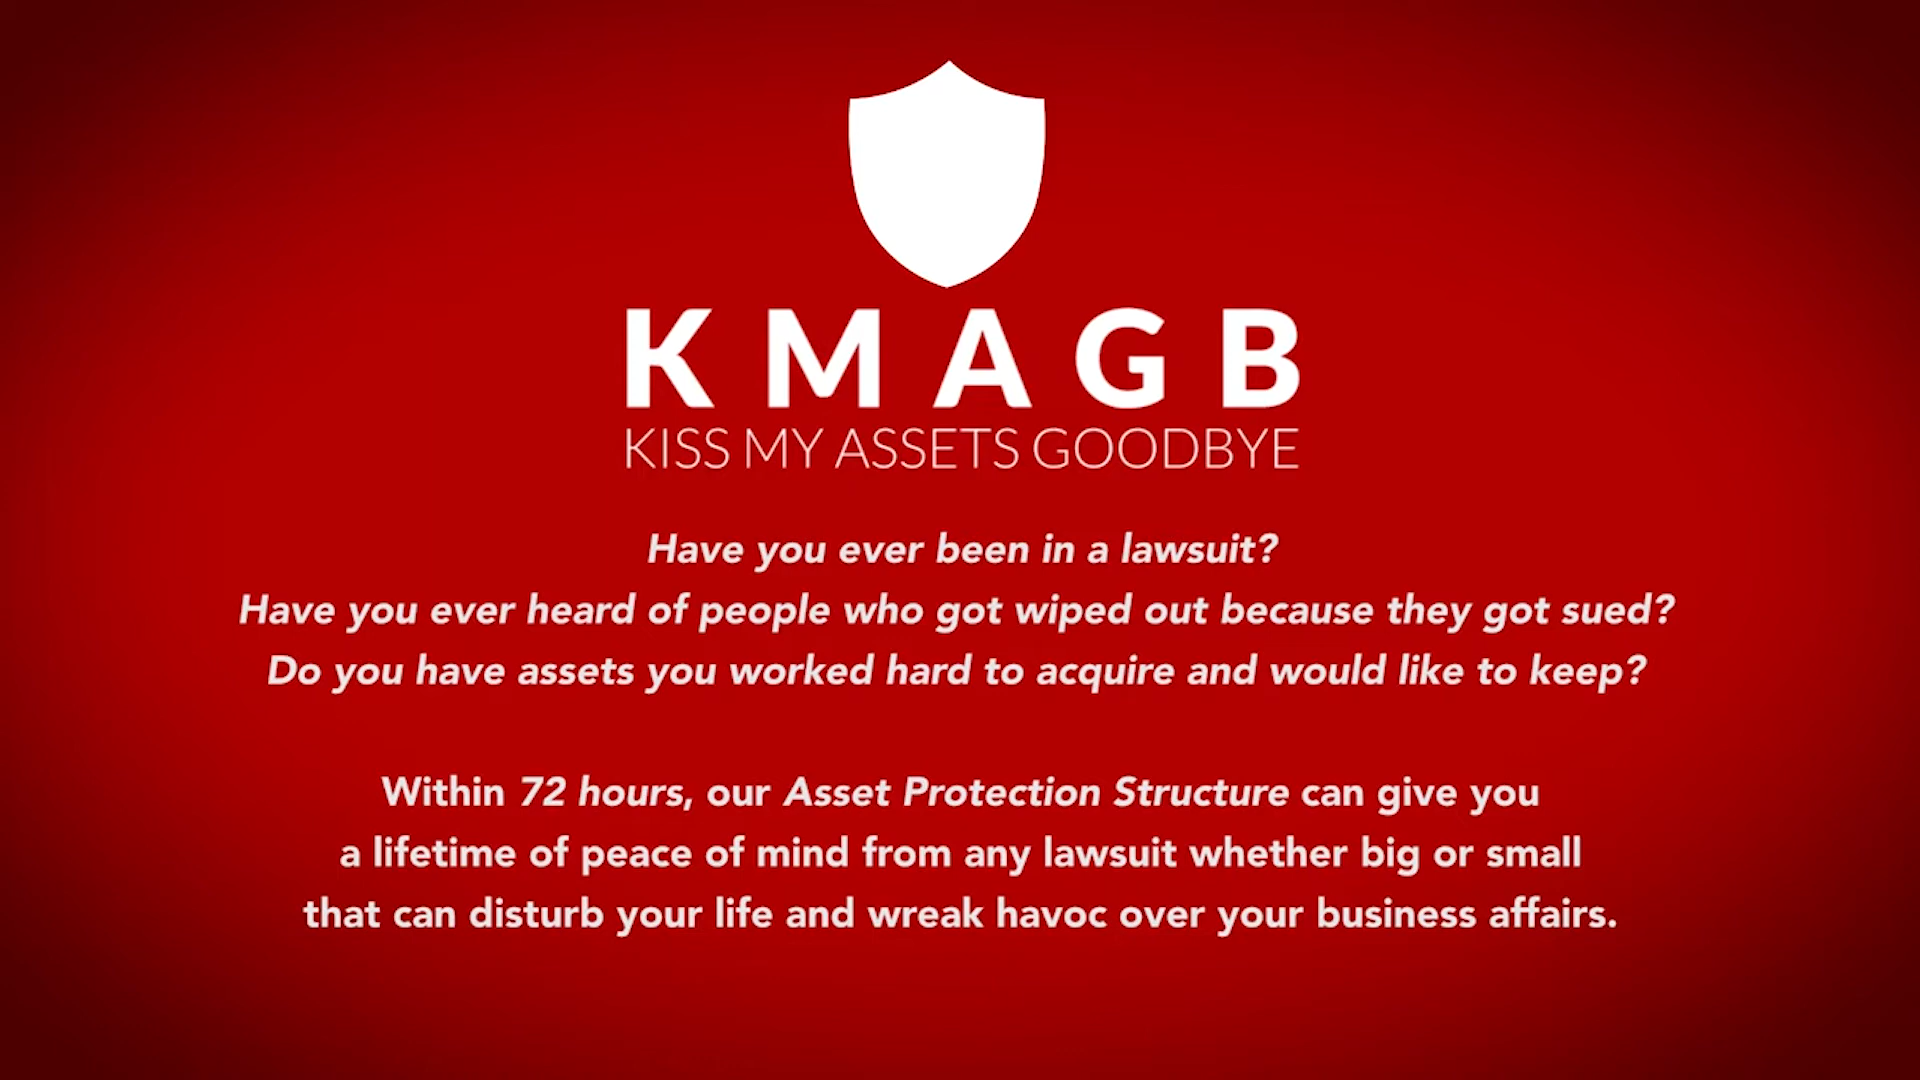 KMAGB
KISS MY ASSETS GOODBYE
Have you ever been in a lawsuit?
Have you ever heard of people who got wiped out because they got sued?
Do you have assets you worked hard to acquire and would like to keep?
Within 72 hours, our Asset Protection Structure can give you
a lifetime of peace of mind from any lawsuit whether big or small
that can disturb your life and wreak havoc over your business affairs.